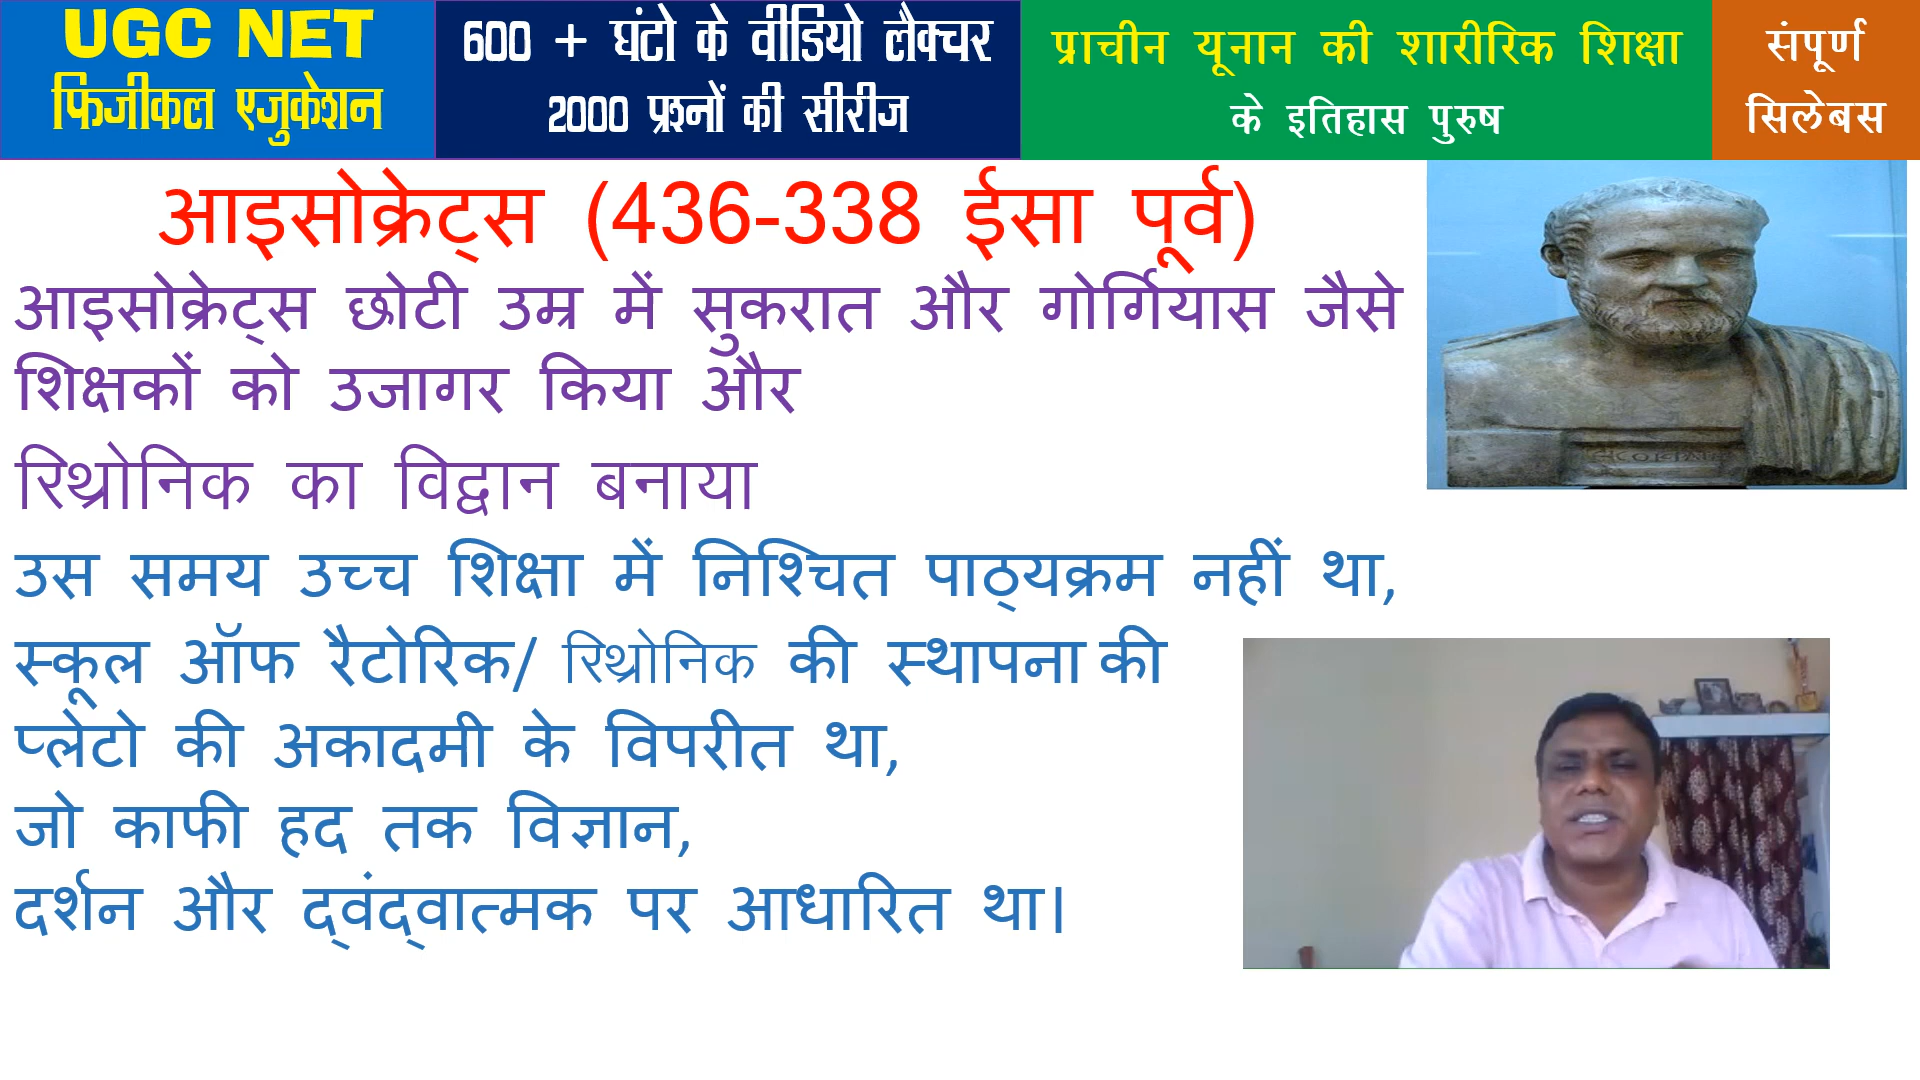 UGC NET
फिजीकल एजुकेशन
600 + घंटो के वीडियो लैक्चर
2000 प्रश्नों की सीरीज
प्राचीन यूनान की शारीरिक शिक्षा
के इतिहास पुरुष
संपूर्ण
सिलेबस
आइसोक्रेट्स (436-338 ईसा पूर्व)
आइसोक्रेट्स छोटी उम्र में सुकरात और गोर्गियास जैसे
शिक्षकों को उजागर किया और
रिथ्रोनिक का विद्वान बनाया
उस समय उच्च शिक्षा में निश्चित पाठ्यक्रम नहीं था,
स्कूल ऑफ रैटोरिक/ रिथ्रोनिक की स्थापना की
प्लेटो की अकादमी के विपरीत था,
जो काफी हद तक विज्ञान,
दर्शन और द्वंद्वात्मक पर आधारित था।